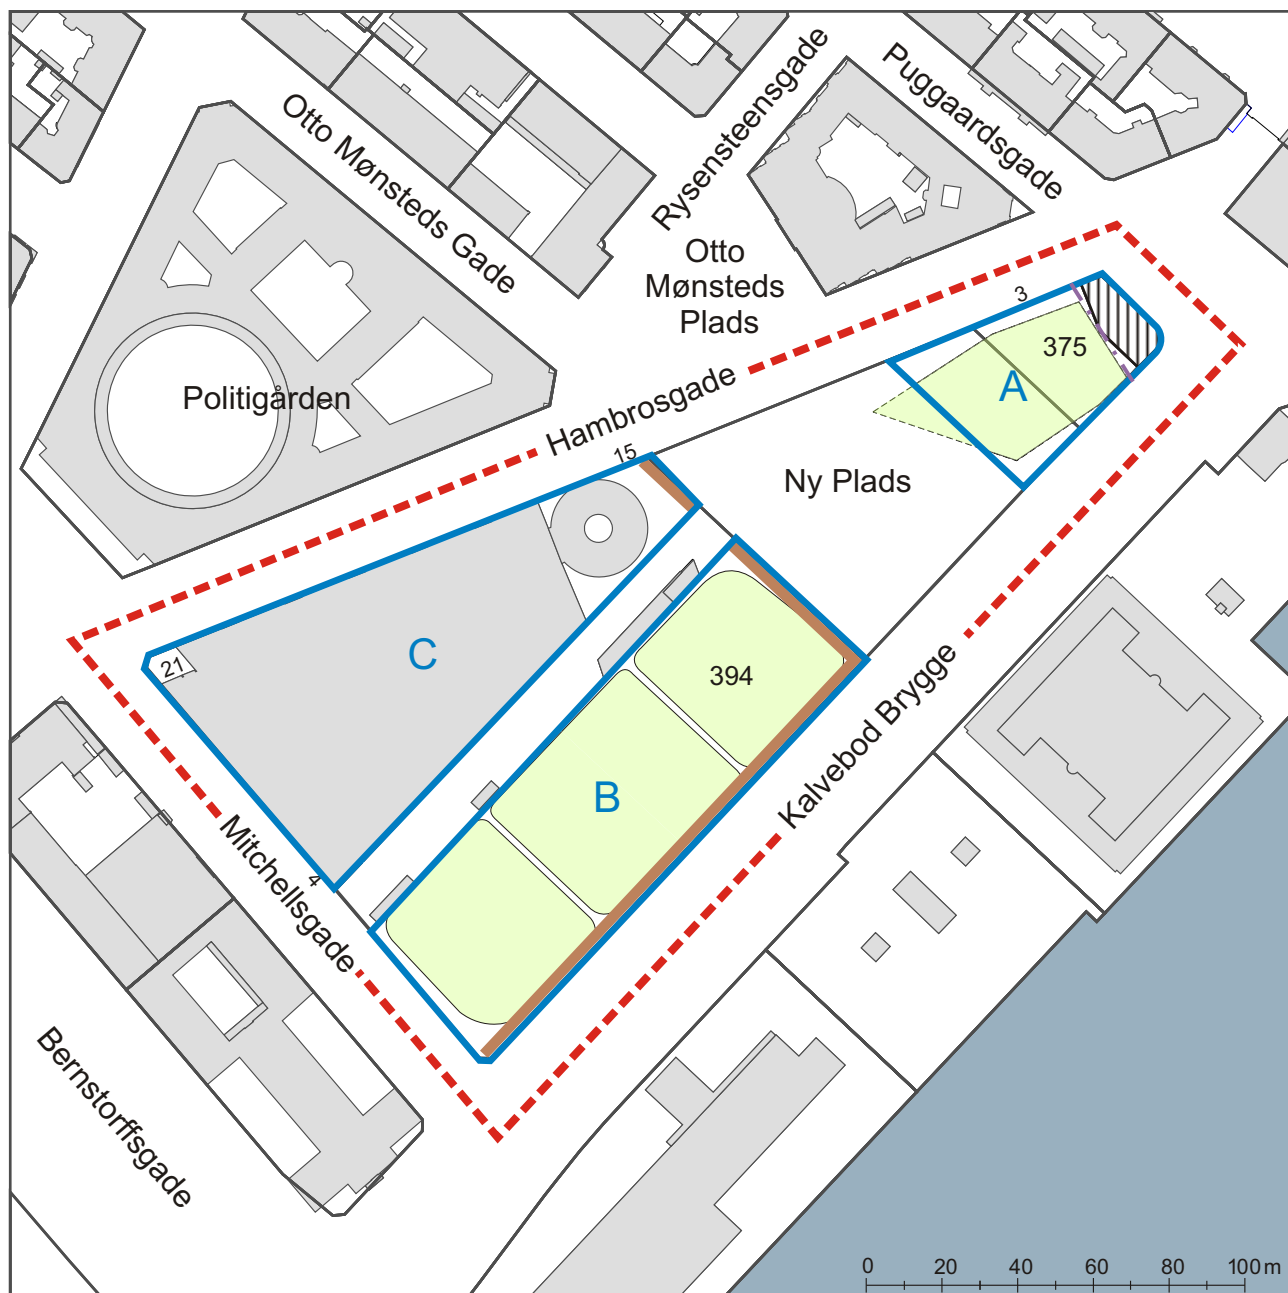 Otto Mønsteds Gade
Rysensteensgade
Puggaardsgade
Otto
Mønsteds
Plads
3
375
A
Politigården
Hambrosgade
15
Ny Plads
21
C
394
B
Kalvebod Brygge
Mitchellsgade
4
Bernstorffsgade
0 20 40 60 80 100 m